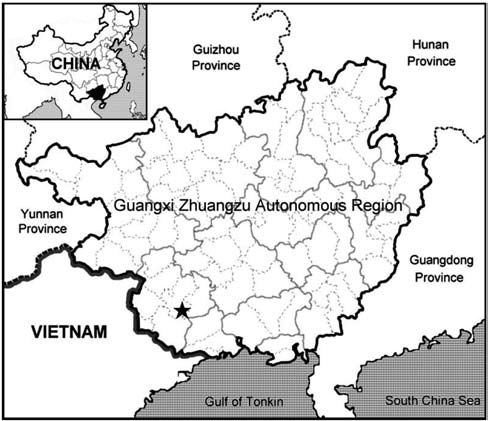 CHINA
Guizhou
Province
Hunan
Province
Guangxi Zhuangzu Autonomous Region
Yunnan
Province
Guangdong
Province
VIETNAM
Gulf of Tonkin
South China Sea